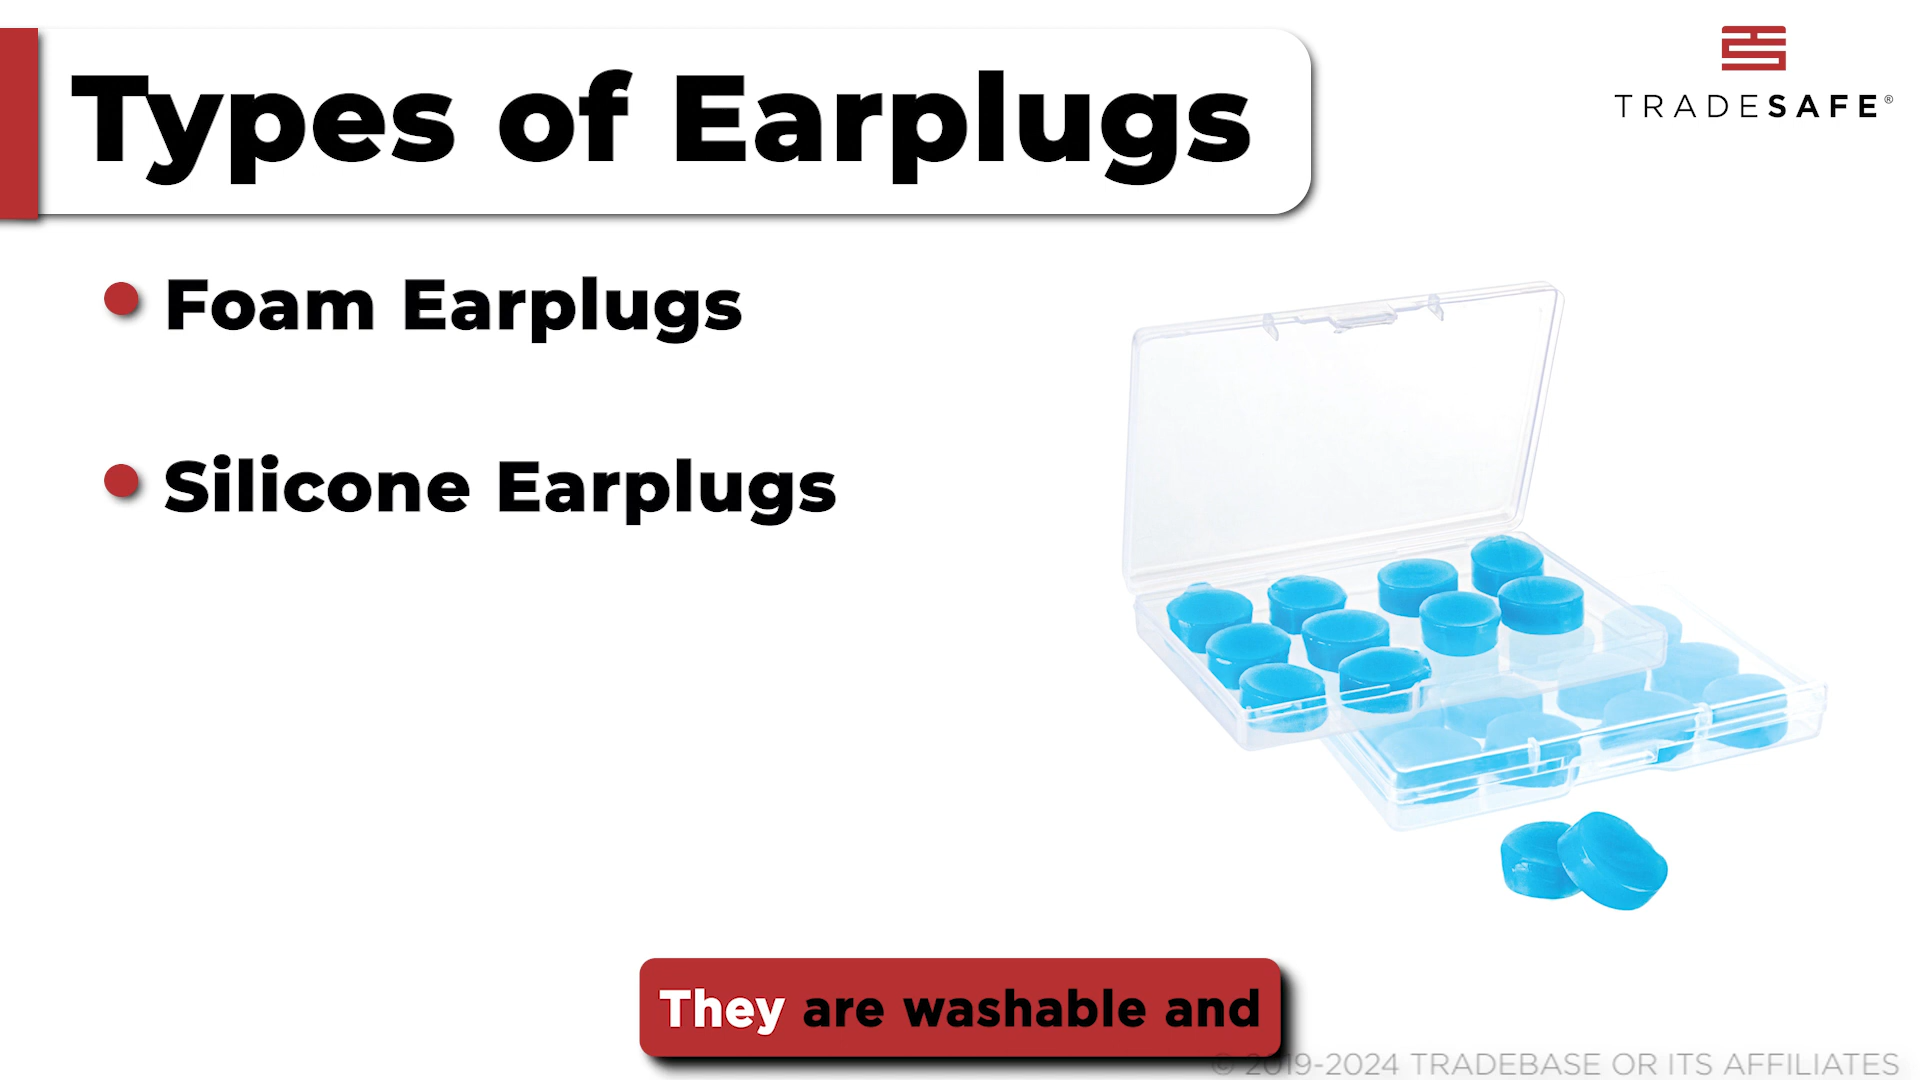 Types of Earplugs
TRADESAFE®
Foam Earplugs
Silicone Earplugs
They are washable and
© 2019-2024 TRADEBASE OR ITS AFFILIATES